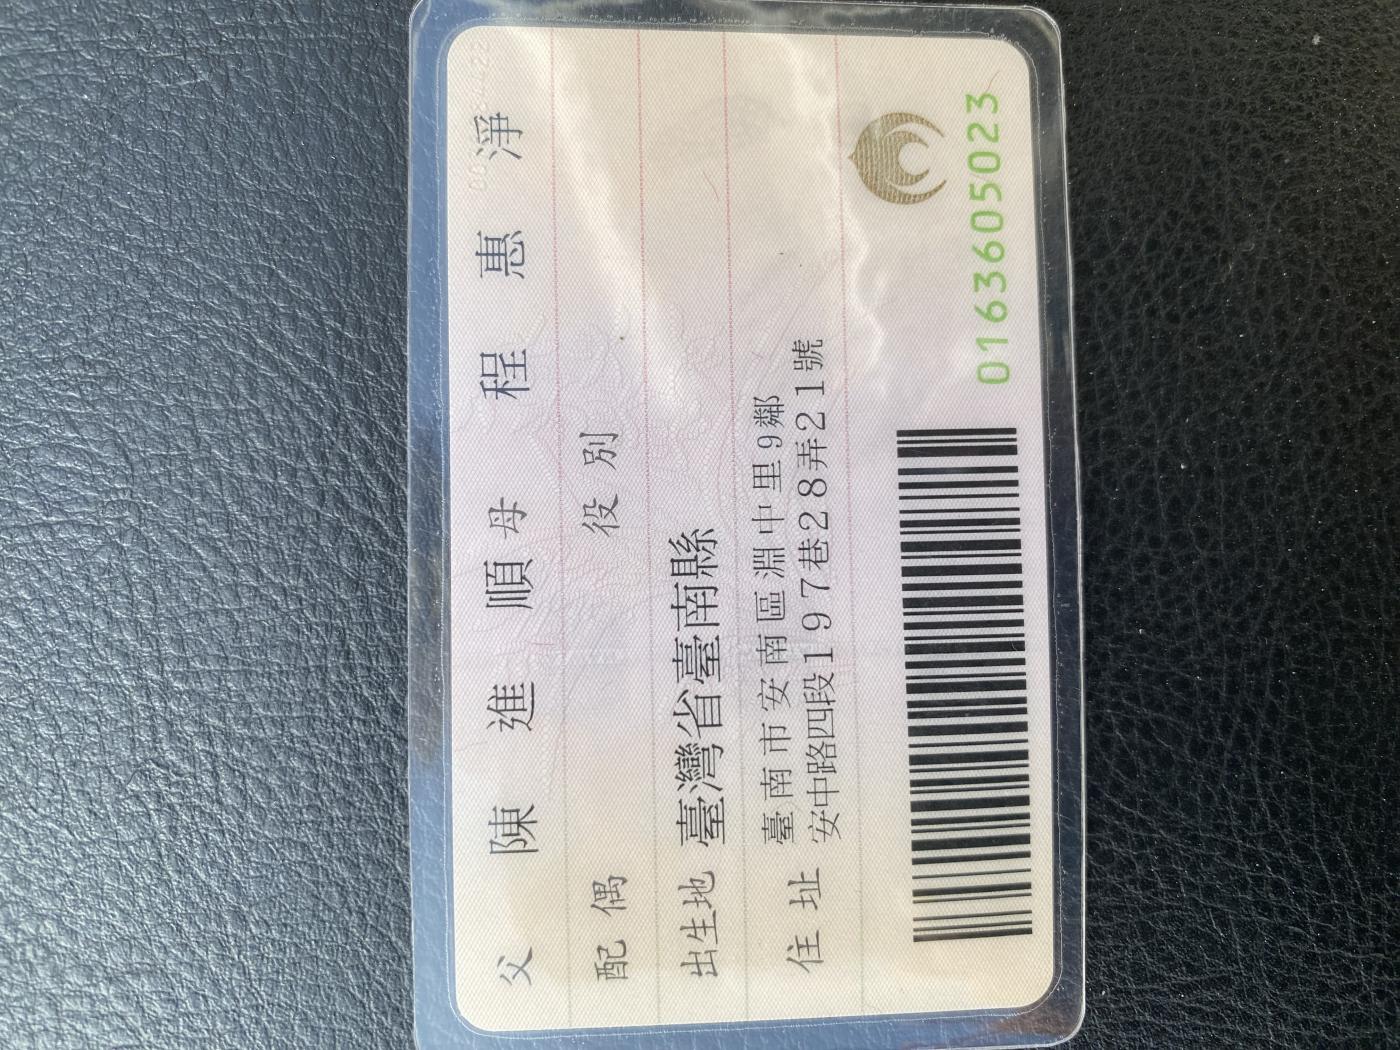 父 陳進順 母 程惠淨
配偶 役別
出生地 臺灣省臺南縣
住址 臺南市安南區淵中里9鄰
安中路四段197巷28弄21號
0163605023